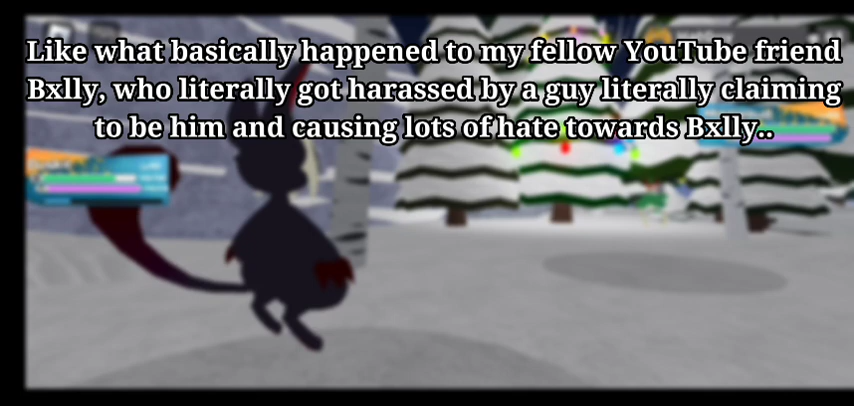 Like what basically happened to my fellow YouTube friend
Bxlly, who literally got harassed by a guy literally claiming
to be him and causing lots of hate towards Bxlly..